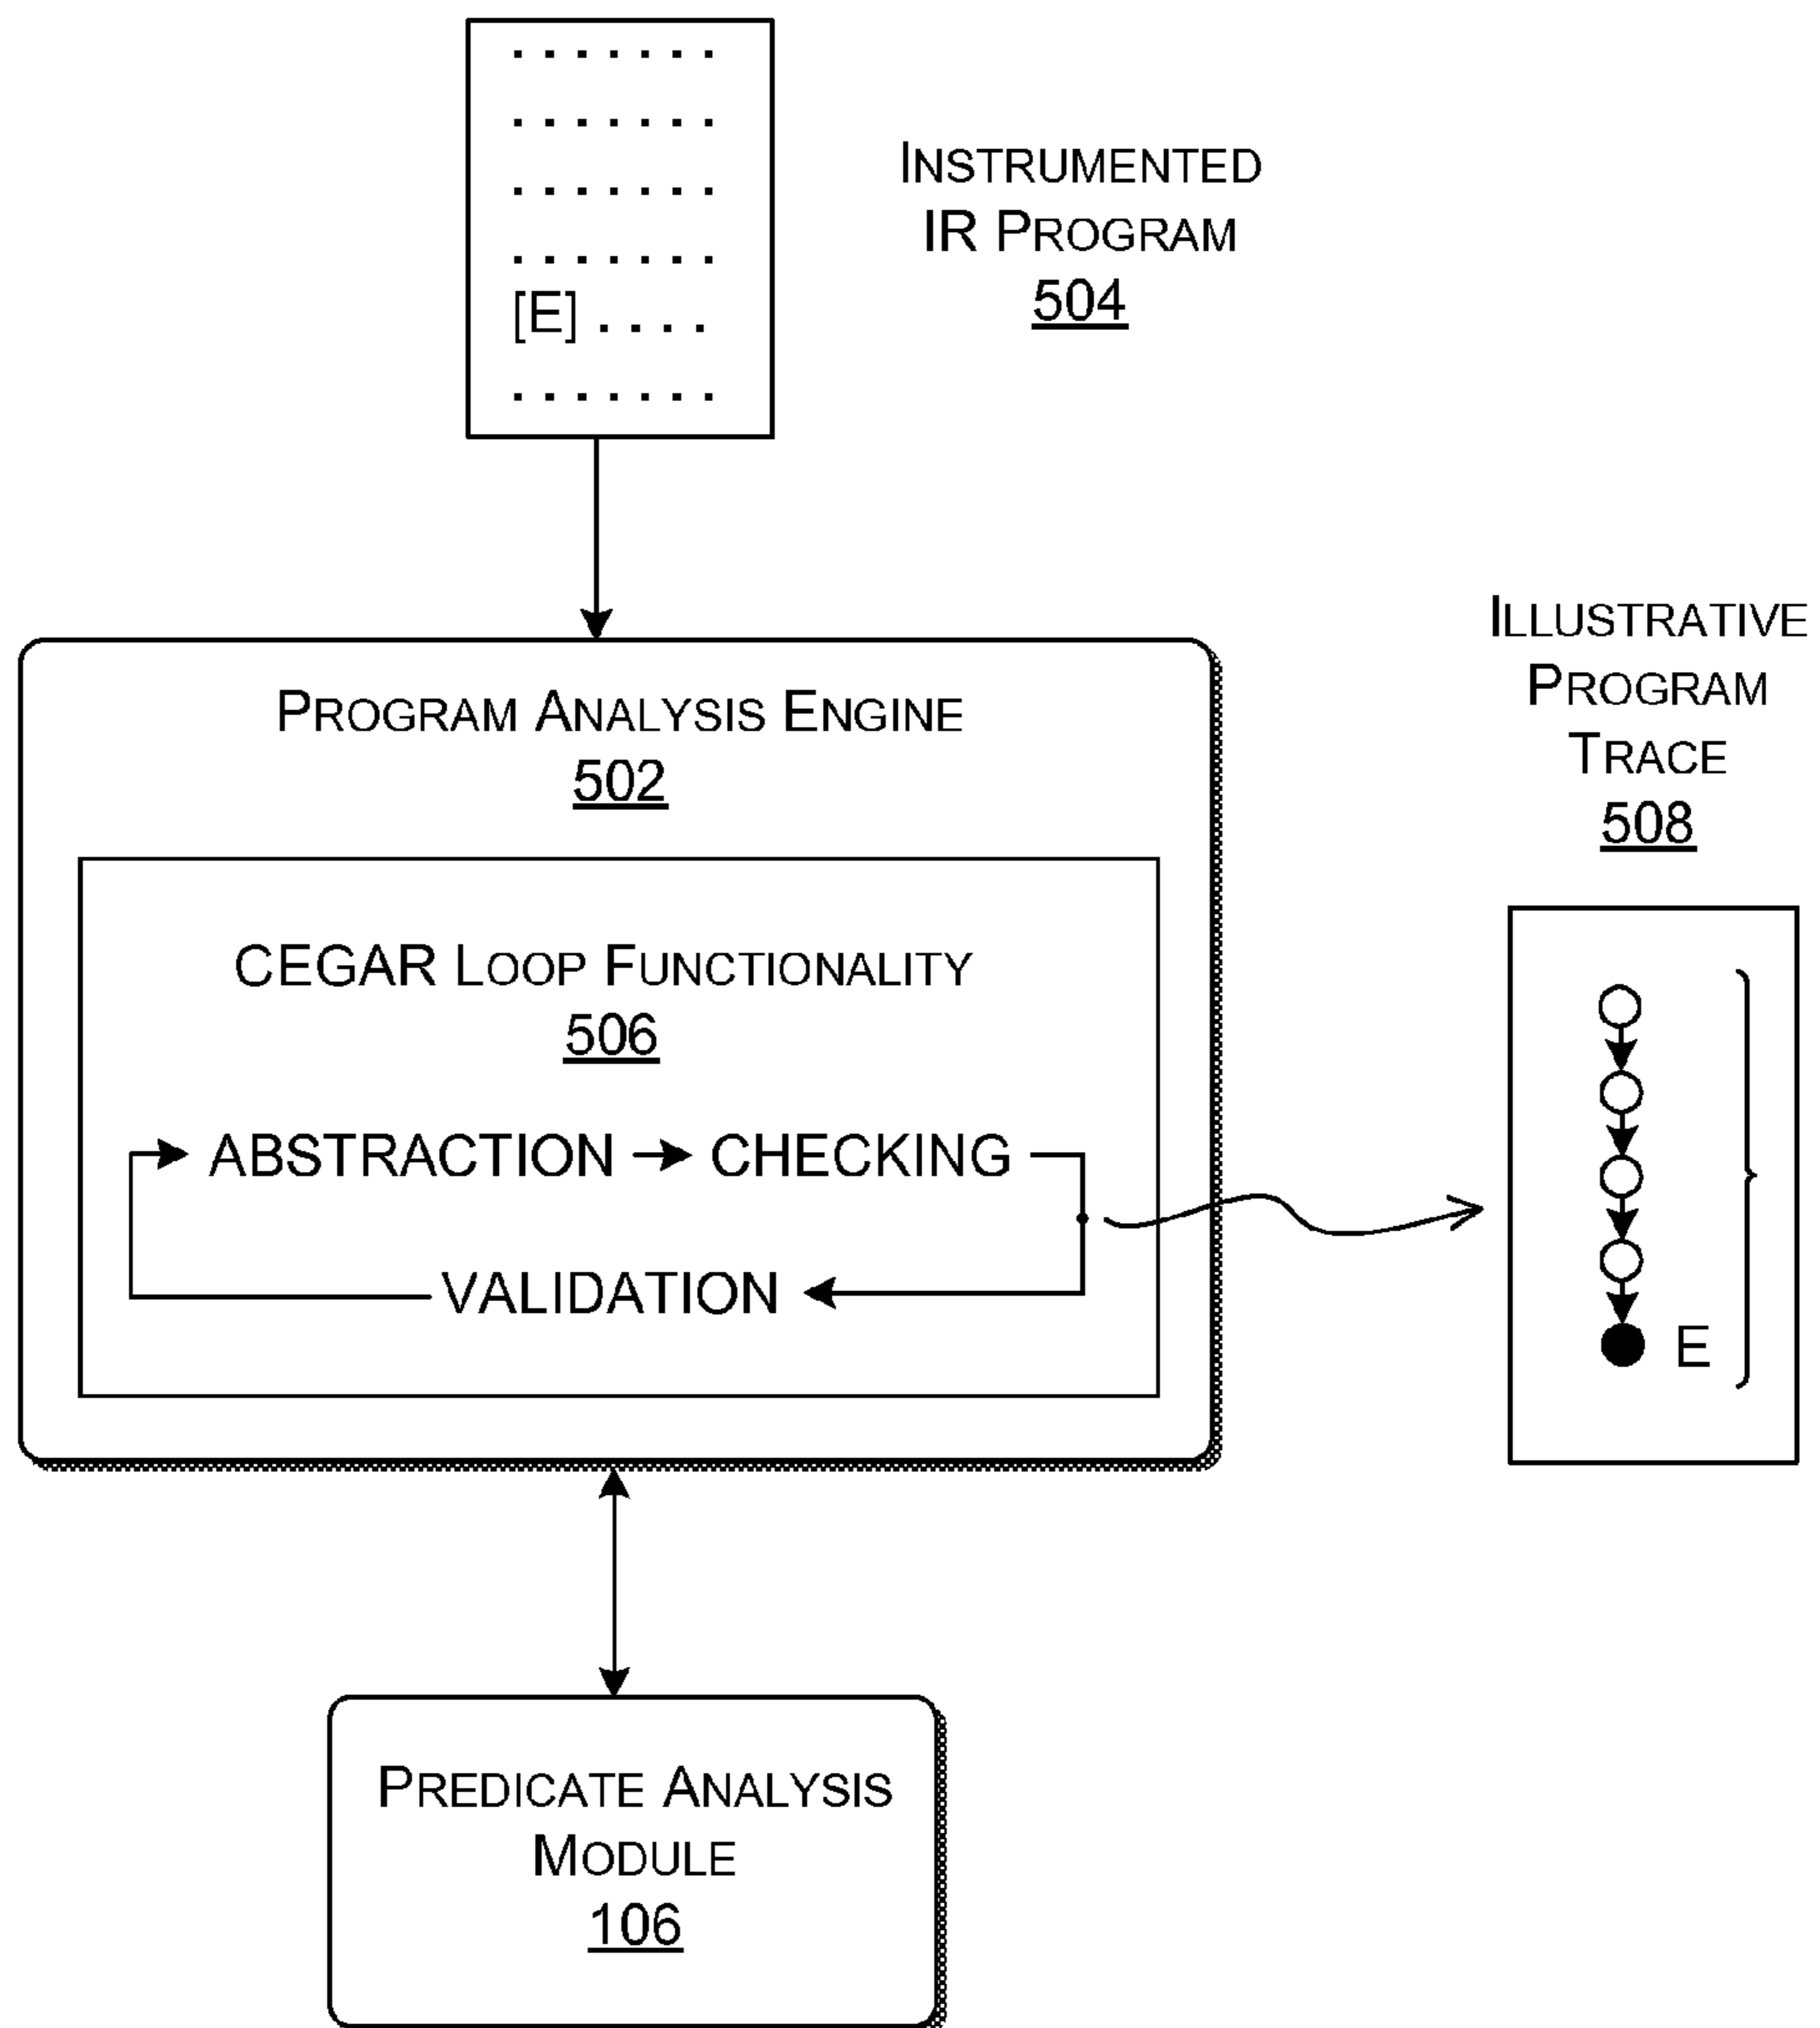 . . . . . . .
. . . . . . .
. . . . . . .
. . . . . . .
[E] . . . .
. . . . . . .
INSTRUMENTED
IR PROGRAM
504
PROGRAM ANALYSIS ENGINE
502
CEGAR LOOP FUNCTIONALITY
506
ABSTRACTION CHECKING
VALIDATION
ILLUSTRATIVE
PROGRAM
TRACE
508
E
PREDICATE ANALYSIS
MODULE
106